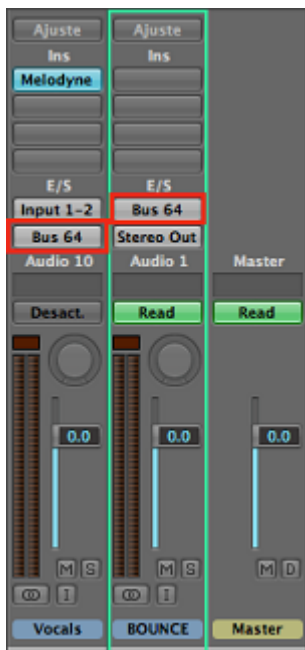 Ajuste
Ins
Melodyne
E/S
Input 1-2
Bus 64
Audio 10
Desact.
0.0
M S
I
Vocals
Ajuste
Ins
E/S
Bus 64
Stereo Out
Audio 1
Read
0.0
M S
I
BOUNCE
Master
Read
0.0
M D
Master